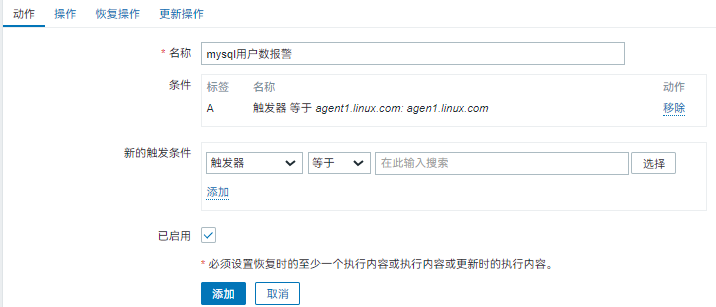 动作 操作 恢复操作 更新操作
* 名称 mysql用户数报警
条件 标签 名称 动作
A 触发器 等于 agent1.linux.com: agen1.linux.com 移除
新的触发条件 触发器 等于 在此输入搜索 选择
添加
已启用
* 必须设置恢复时的至少一个执行内容或执行内容或更新时的执行内容。
添加 取消